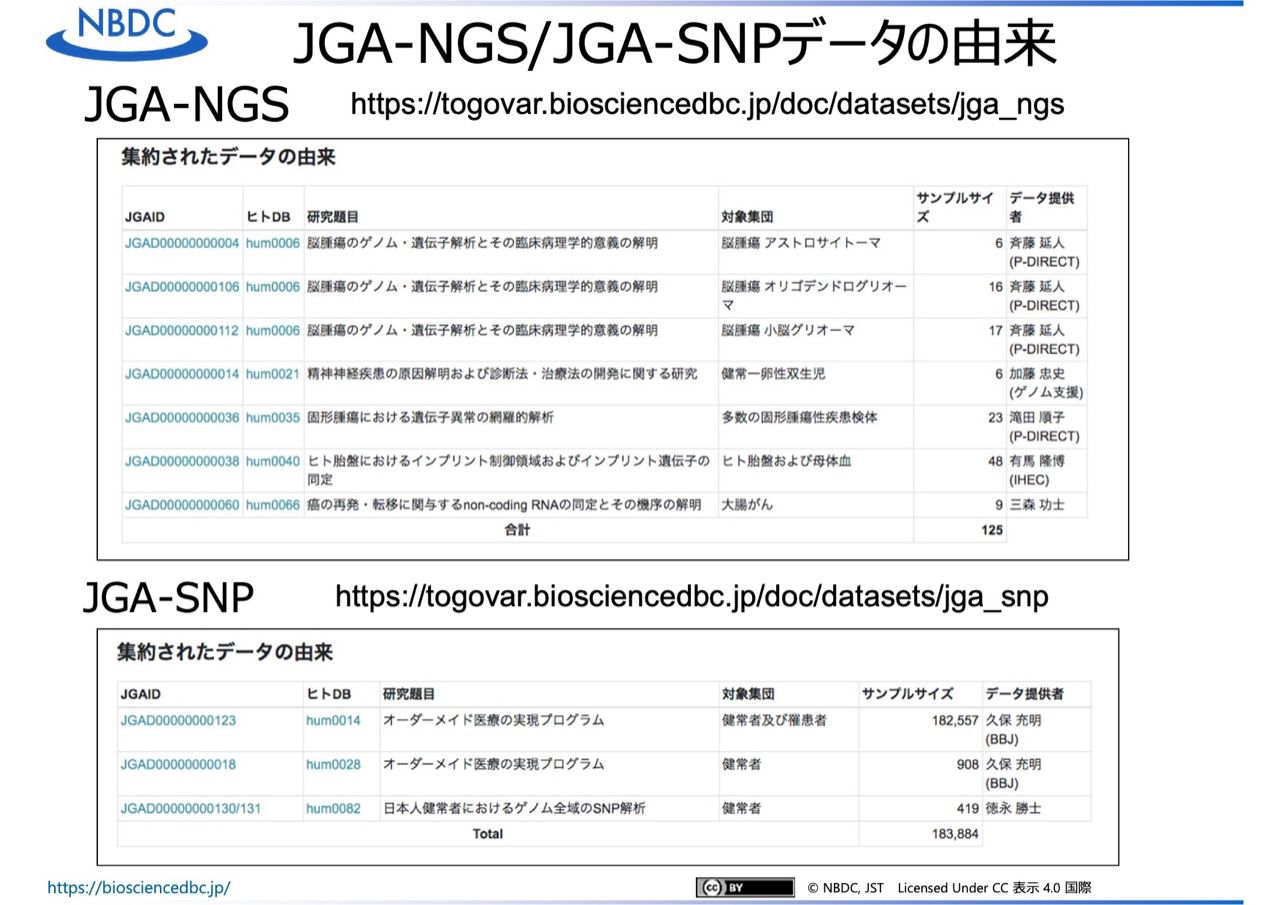 NBDC
JGA-NGS/JGA-SNPデータの由来
JGA-NGS https://togovar.biosciencedbc.jp/doc/datasets/jga_ngs
集約されたデータの由来
JGAID ヒトDB 研究題目 対象集団 サンプルサイズ データ提供者
JGAD00000000004 hum0006 脳腫瘍のゲノム・遺伝子解析とその臨床病理学的意義の解明 脳腫瘍 アストロサイトーマ 6 斉藤 延人
(P-DIRECT)
JGAD00000000106 hum0006 脳腫瘍のゲノム・遺伝子解析とその臨床病理学的意義の解明 脳腫瘍 オリゴデンドログリオーマ 16 斉藤 延人
(P-DIRECT)
JGAD00000000112 hum0006 脳腫瘍のゲノム・遺伝子解析とその臨床病理学的意義の解明 脳腫瘍 小脳グリオーマ 17 斉藤 延人
(P-DIRECT)
JGAD00000000014 hum0021 精神神経疾患の原因解明および診断法・治療法の開発に関する研究 健常一卵性双生児 6 加藤 忠史
(ゲノム支援)
JGAD00000000036 hum0035 固形腫瘍における遺伝子異常の網羅的解析 多数の固形腫瘍性疾患検体 23 滝田 順子
(P-DIRECT)
JGAD00000000038 hum0040 ヒト胎盤におけるインプリント制御領域およびインプリント遺伝子の同定 ヒト胎盤および母体血 48 有馬 隆博
(IHEC)
JGAD00000000060 hum0066 癌の再発・転移に関与するnon-coding RNAの同定とその機序の解明 大腸がん 9 三森 功士
合計 125
JGA-SNP https://togovar.biosciencedbc.jp/doc/datasets/jga_snp
集約されたデータの由来
JGAID ヒトDB 研究題目 対象集団 サンプルサイズ データ提供者
JGAD00000000123 hum0014 オーダーメイド医療の実現プログラム 健常者及び罹患者 182,557 久保 充明
(BBJ)
JGAD00000000018 hum0028 オーダーメイド医療の実現プログラム 健常者 908 久保 充明
(BBJ)
JGAD00000000130/131 hum0082 日本人健常者におけるゲノム全域のSNP解析 健常者 419 徳永 勝士
Total 183,884
https://biosciencedbc.jp/ cc BY © NBDC, JST Licensed Under CC 表示 4.0 国際